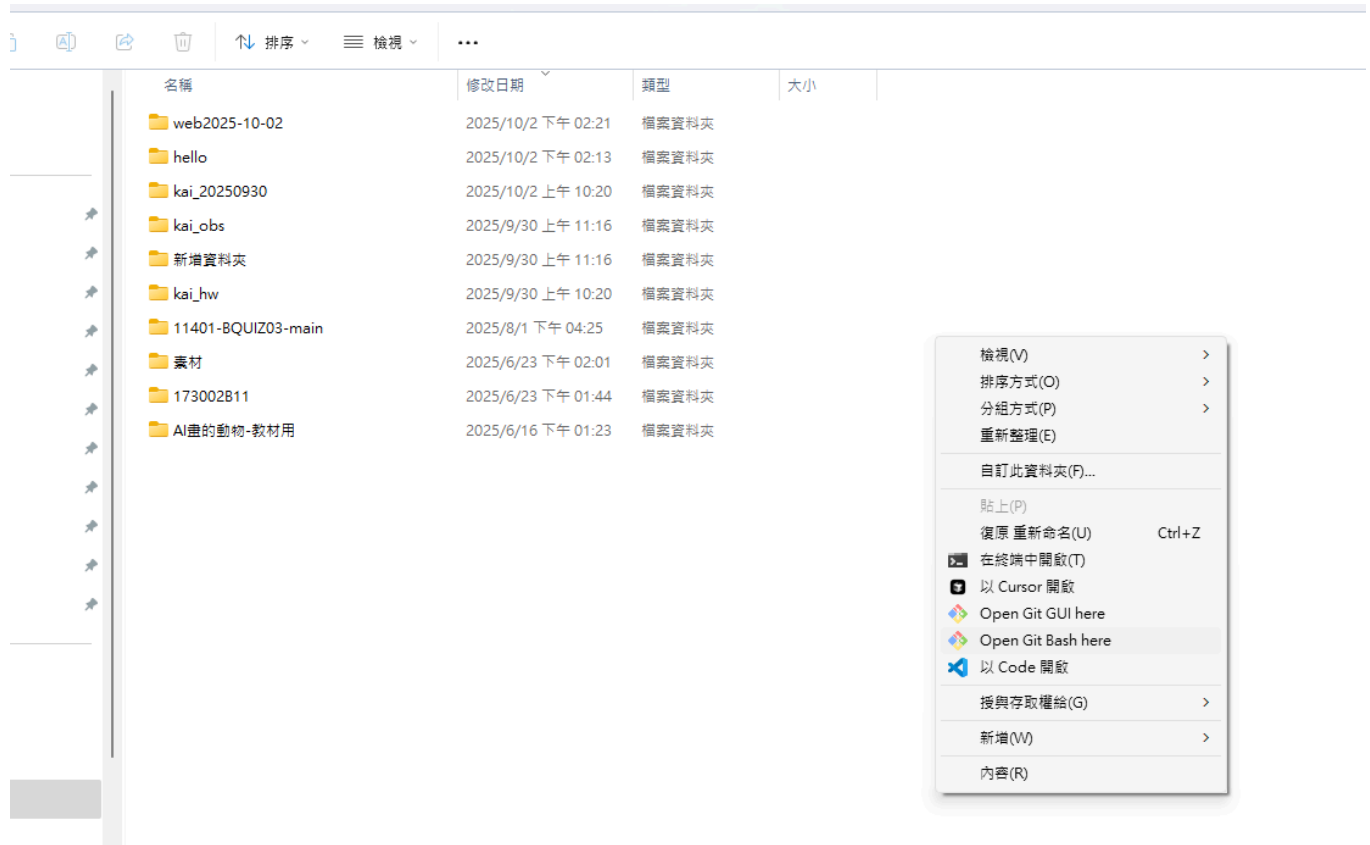 排序 檢視 •••
名稱 修改日期 類型 大小
web2025-10-02 2025/10/2 下午 02:21 檔案資料夾
hello 2025/10/2 下午 02:13 檔案資料夾
kai_20250930 2025/10/2 上午 10:20 檔案資料夾
kai_obs 2025/9/30 上午 11:16 檔案資料夾
新增資料夾 2025/9/30 上午 11:16 檔案資料夾
kai_hw 2025/9/30 上午 10:20 檔案資料夾
11401-BQUIZ03-main 2025/8/1 下午 04:25 檔案資料夾
素材 2025/6/23 下午 02:01 檔案資料夾
173002B11 2025/6/23 下午 01:44 檔案資料夾
AI畫的動物-教材用 2025/6/16 下午 01:23 檔案資料夾
檢視(V)
排序方式(O)
分組方式(P)
重新整理(E)
自訂此資料夾(F)...
貼上(P)
復原 重新命名(U) Ctrl+Z
在終端中開啟(T)
以 Cursor 開啟
Open Git GUI here
Open Git Bash here
以 Code 開啟
授與存取權給(G)
新增(W)
內容(R)